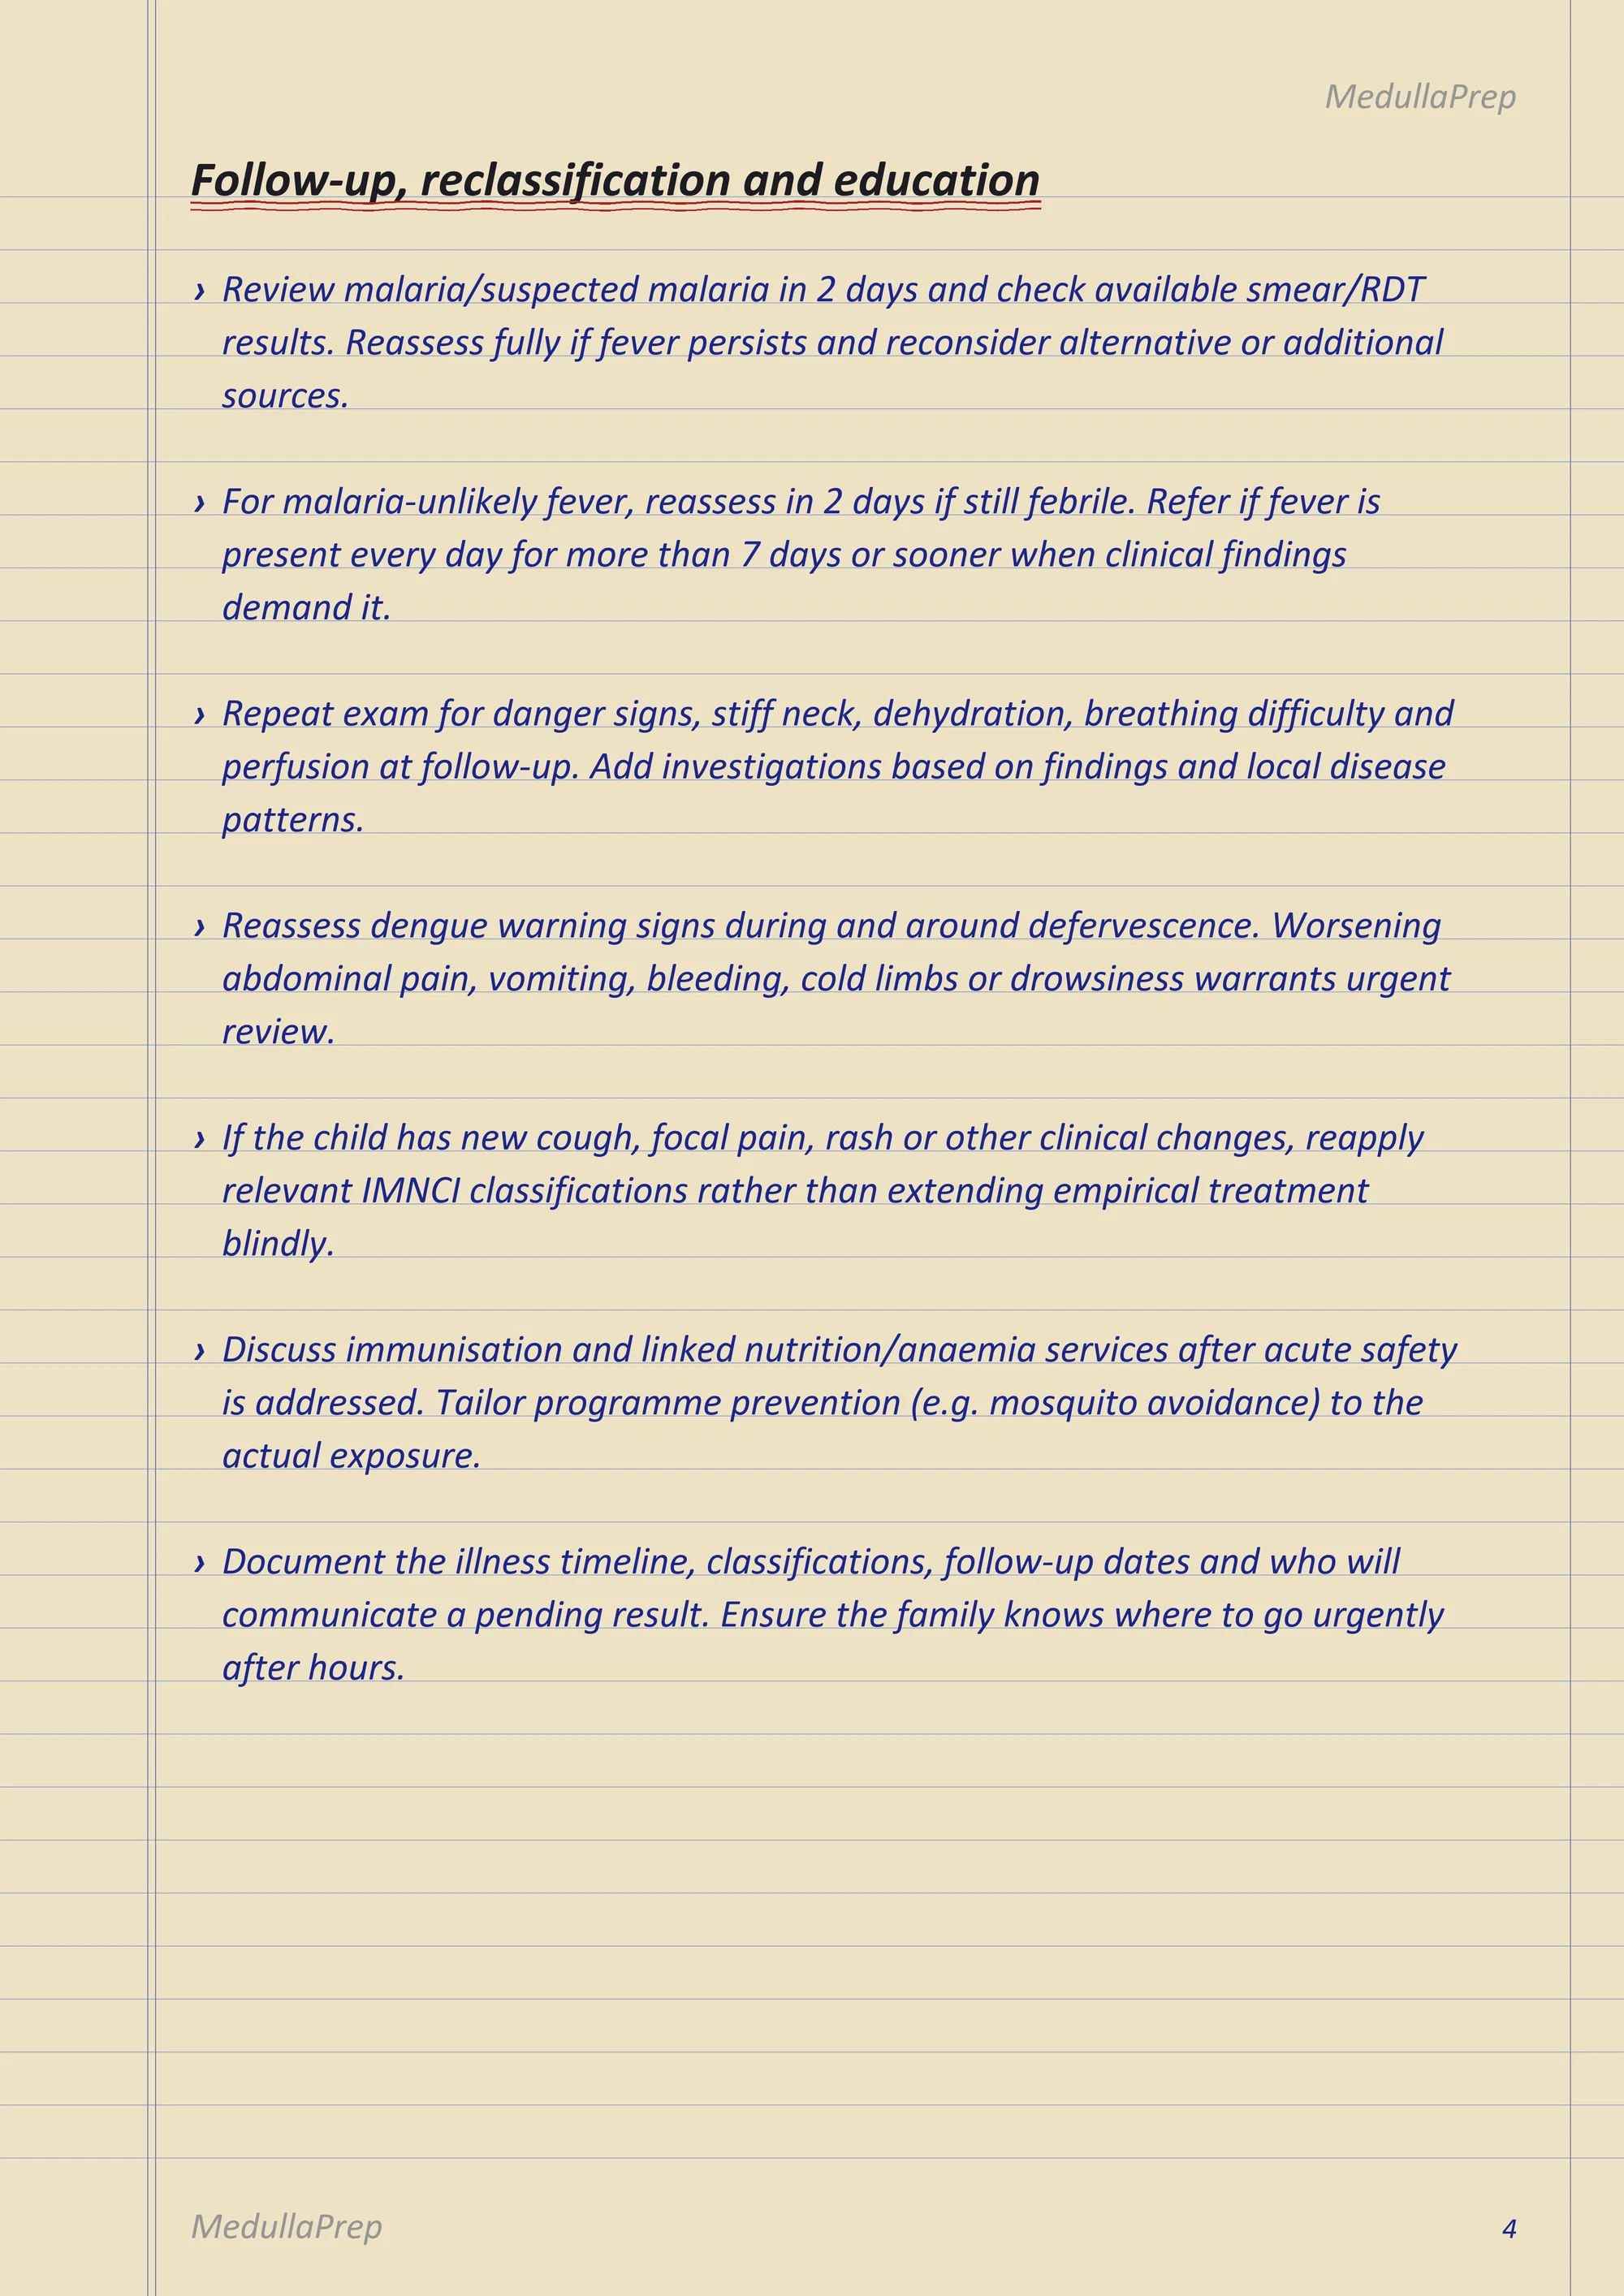 MedullaPrep
Follow-up, reclassification and education
› Review malaria/suspected malaria in 2 days and check available smear/RDT
results. Reassess fully if fever persists and reconsider alternative or additional
sources.
› For malaria-unlikely fever, reassess in 2 days if still febrile. Refer if fever is
present every day for more than 7 days or sooner when clinical findings
demand it.
› Repeat exam for danger signs, stiff neck, dehydration, breathing difficulty and
perfusion at follow-up. Add investigations based on findings and local disease
patterns.
› Reassess dengue warning signs during and around defervescence. Worsening
abdominal pain, vomiting, bleeding, cold limbs or drowsiness warrants urgent
review.
› If the child has new cough, focal pain, rash or other clinical changes, reapply
relevant IMNCI classifications rather than extending empirical treatment
blindly.
› Discuss immunisation and linked nutrition/anaemia services after acute safety
is addressed. Tailor programme prevention (e.g. mosquito avoidance) to the
actual exposure.
› Document the illness timeline, classifications, follow-up dates and who will
communicate a pending result. Ensure the family knows where to go urgently
after hours.
MedullaPrep
4